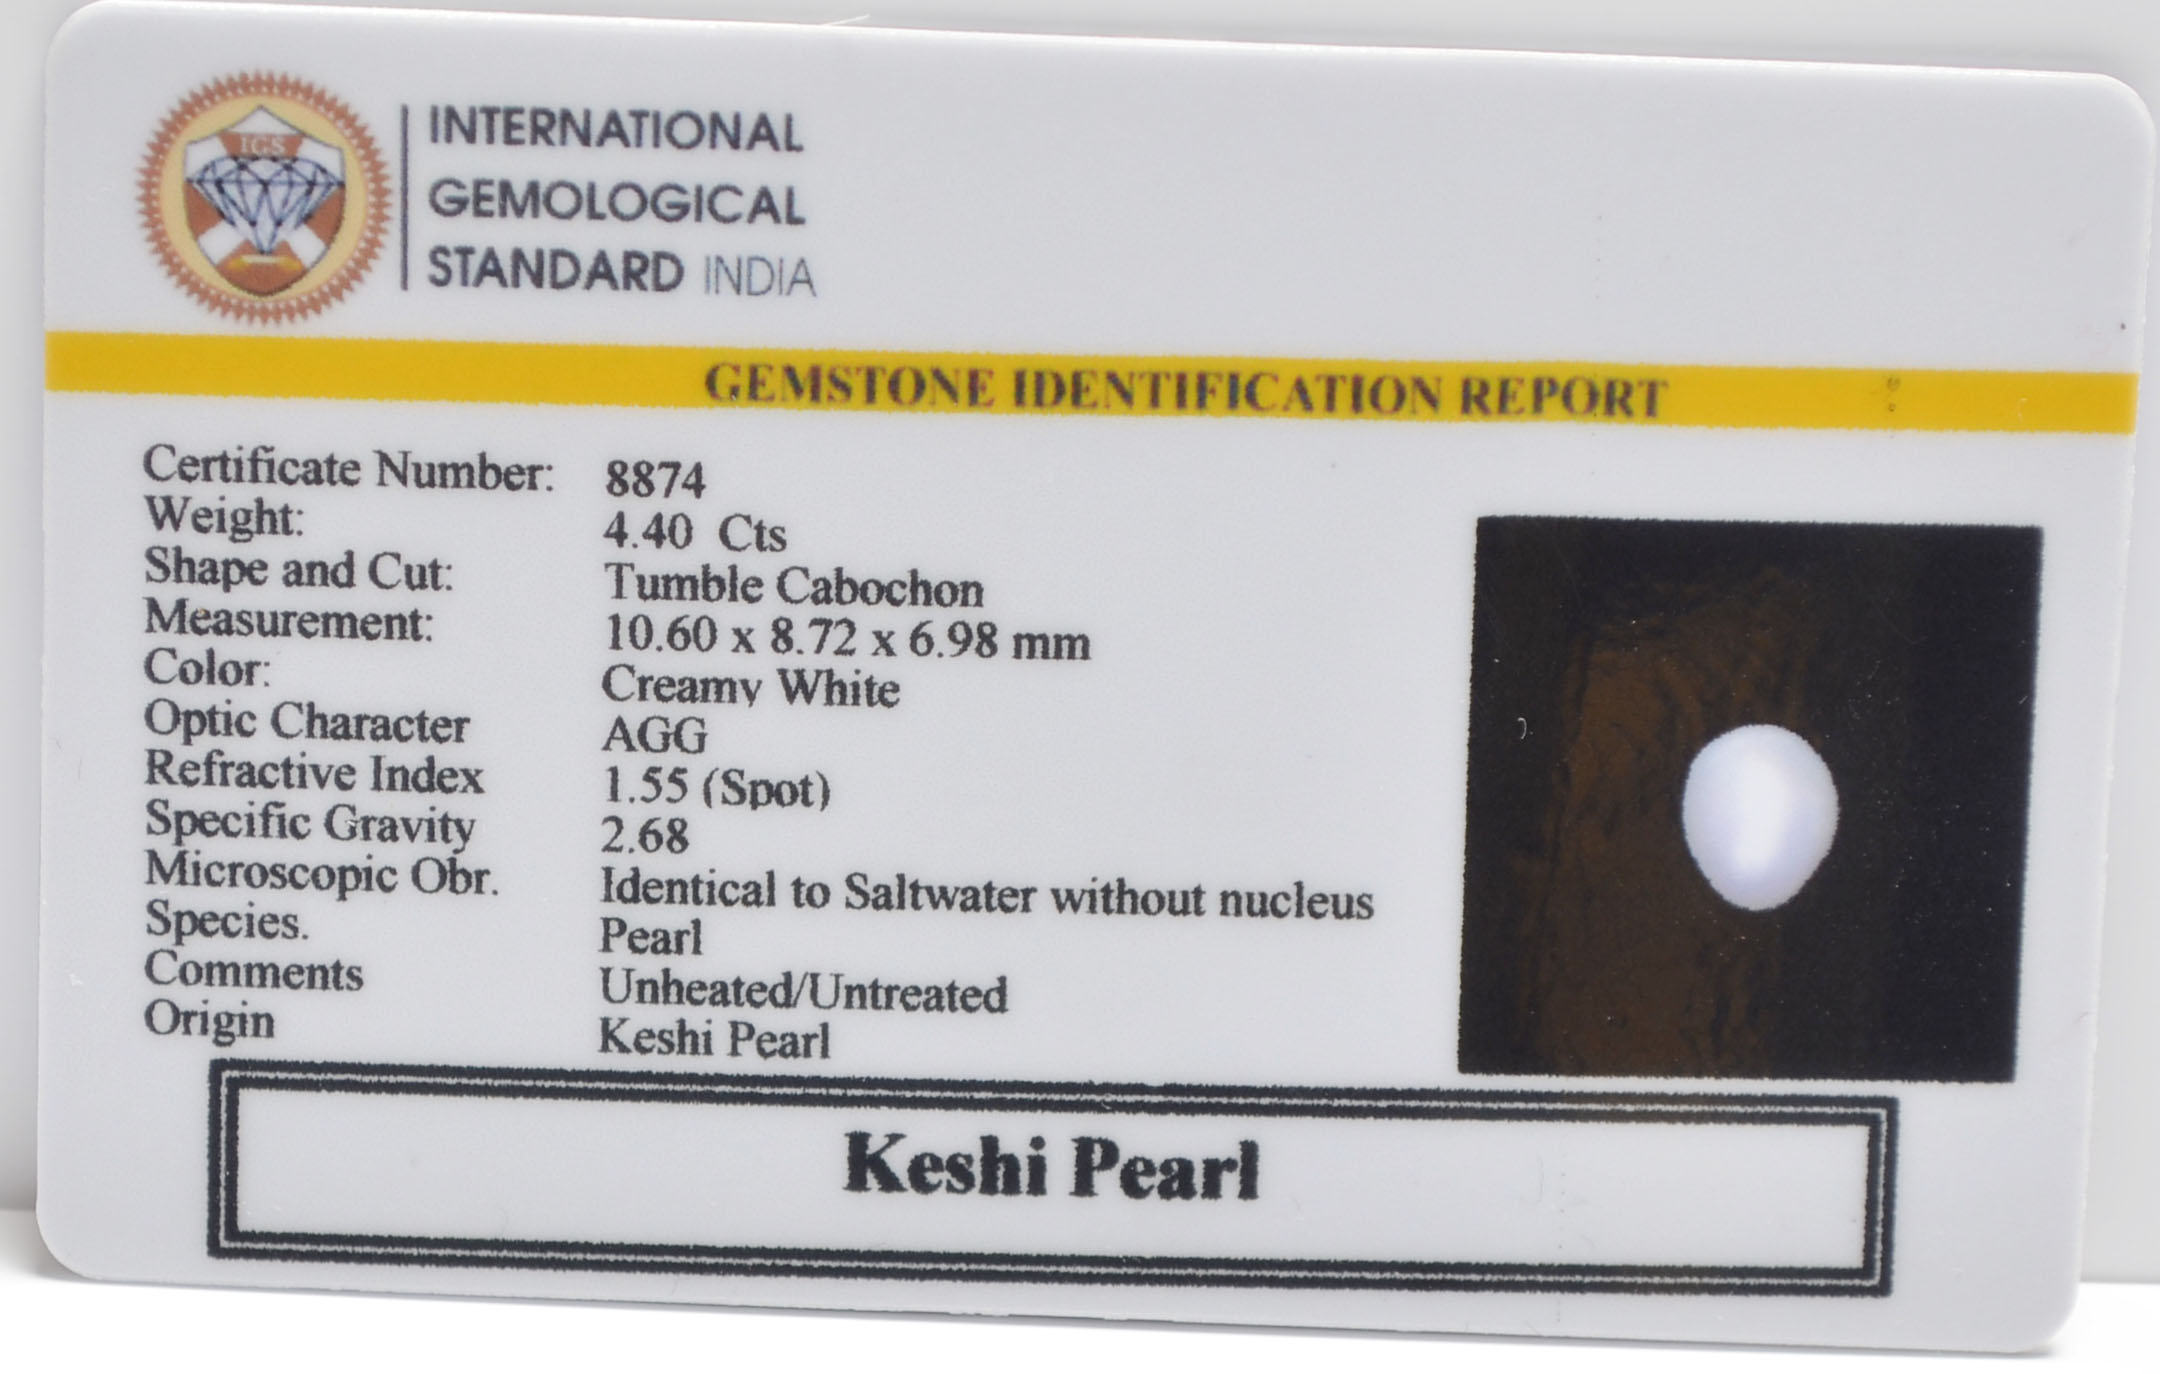 IGS
INTERNATIONAL
GEMOLOGICAL
STANDARD INDIA
GEMSTONE IDENTIFICATION REPORT
Certificate Number: 8874
Weight: 4.40 Cts
Shape and Cut: Tumble Cabochon
Measurement: 10.60 x 8.72 x 6.98 mm
Color: Creamy White
Optic Character AGG
Refractive Index 1.55 (Spot)
Specific Gravity 2.68
Microscopic Obr. Identical to Saltwater without nucleus
Species. Pearl
Comments Unheated/Untreated
Origin Keshi Pearl
Keshi Pearl